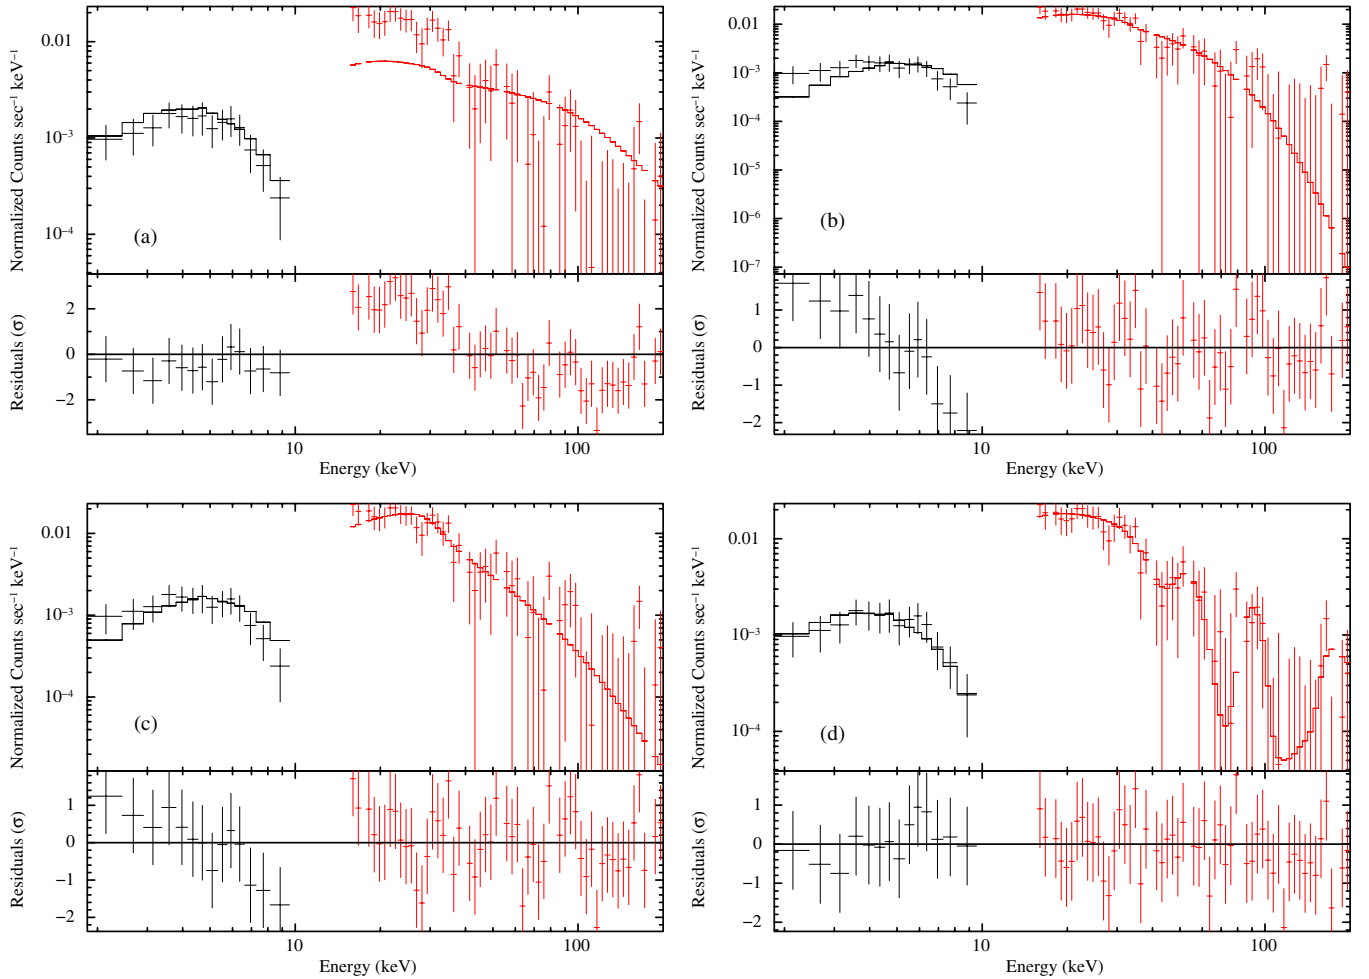 0.01
10⁻³
10⁻⁴
Normalized Counts sec⁻¹ keV⁻¹
(a)
2
0
−2
Residuals (σ)
10
100
Energy (keV)
0.01
10⁻³
10⁻⁴
10⁻⁵
10⁻⁶
10⁻⁷
Normalized Counts sec⁻¹ keV⁻¹
(b)
1
0
−1
−2
Residuals (σ)
10
100
Energy (keV)
0.01
10⁻³
10⁻⁴
Normalized Counts sec⁻¹ keV⁻¹
(c)
1
0
−1
−2
Residuals (σ)
10
100
Energy (keV)
0.01
10⁻³
10⁻⁴
Normalized Counts sec⁻¹ keV⁻¹
(d)
1
0
−1
−2
Residuals (σ)
10
100
Energy (keV)